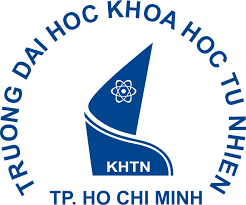 TRUONG DAI HOC KHOA HOC TU NHIEN
KHTN
TP. HO CHI MINH